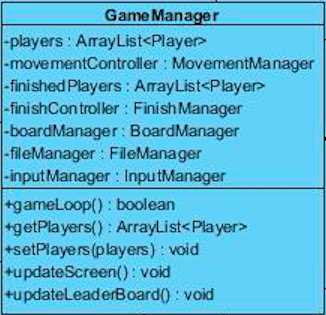 GameManager
-players : ArrayList<Player>
-movementController : MovementManager
-finishedPlayers : ArrayList<Player>
-finishController : FinishManager
-boardManager : BoardManager
-fileManager : FileManager
-inputManager : InputManager
+gameLoop() : boolean
+getPlayers() : ArrayList<Player>
+setPlayers(players) : void
+updateScreen() : void
+updateLeaderBoard() : void